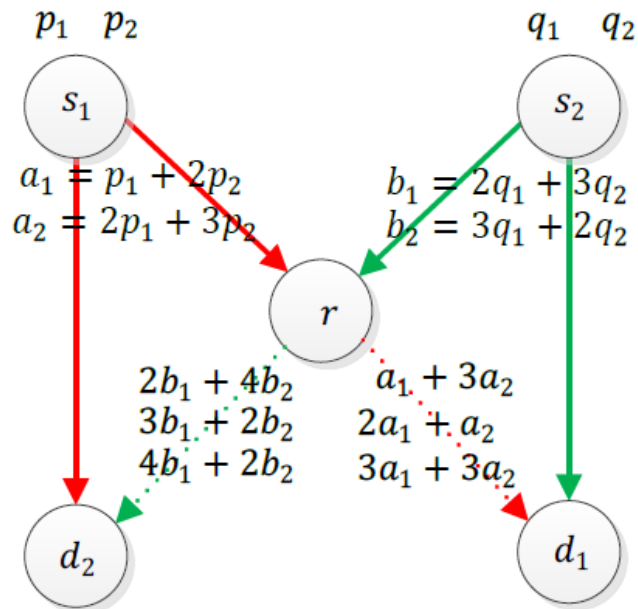 p₁ p₂
q₁ q₂
s₁
s₂
a₁ = p₁ + 2p₂
a₂ = 2p₁ + 3p₂
b₁ = 2q₁ + 3q₂
b₂ = 3q₁ + 2q₂
r
2b₁ + 4b₂
3b₁ + 2b₂
4b₁ + 2b₂
a₁ + 3a₂
2a₁ + a₂
3a₁ + 3a₂
d₂
d₁